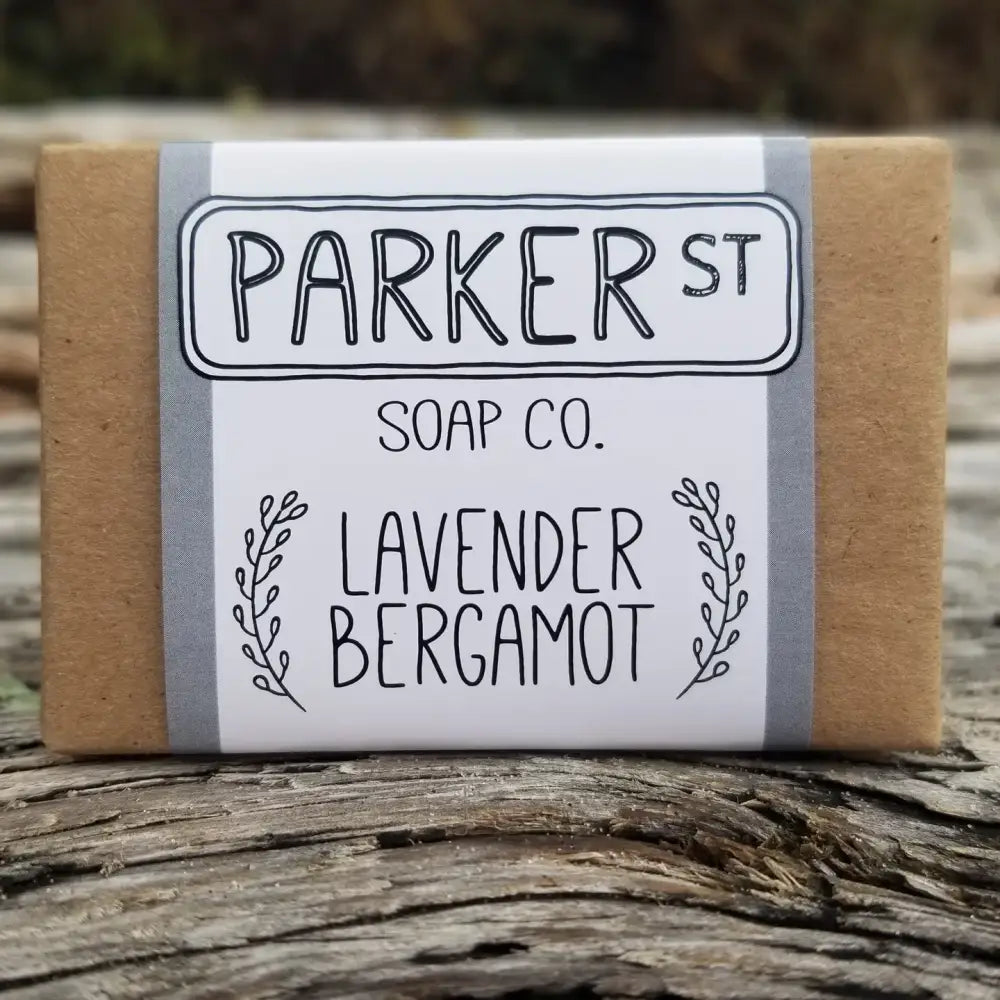 PARKER ST
SOAP CO.
LAVENDER
BERGAMOT